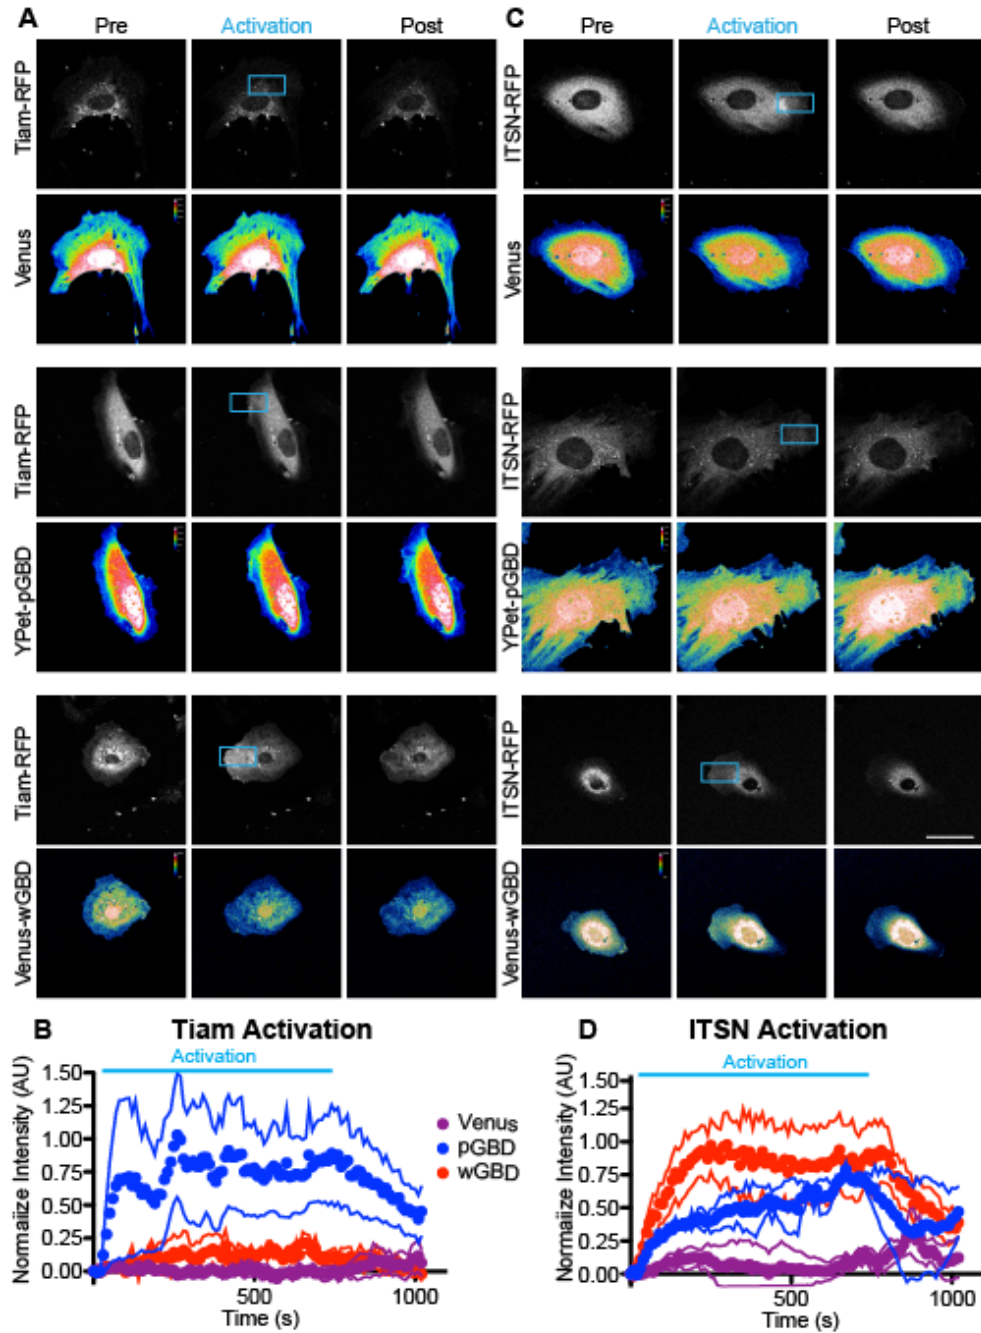 A
Pre
Activation
Post
C
Pre
Activation
Post
Tiam-RFP
ITSN-RFP
Venus
Venus
Tiam-RFP
ITSN-RFP
YPet-pGBD
YPet-pGBD
Tiam-RFP
ITSN-RFP
Venus-wGBD
Venus-wGBD
B
Tiam Activation
Activation
Normalize Intensity (AU)
1.50
1.25
1.00
0.75
0.50
0.25
0.00
500
1000
Time (s)
Venus
pGBD
wGBD
D
ITSN Activation
Activation
Normalize Intensity (AU)
1.50
1.25
1.00
0.75
0.50
0.25
0.00
500
1000
Time (s)